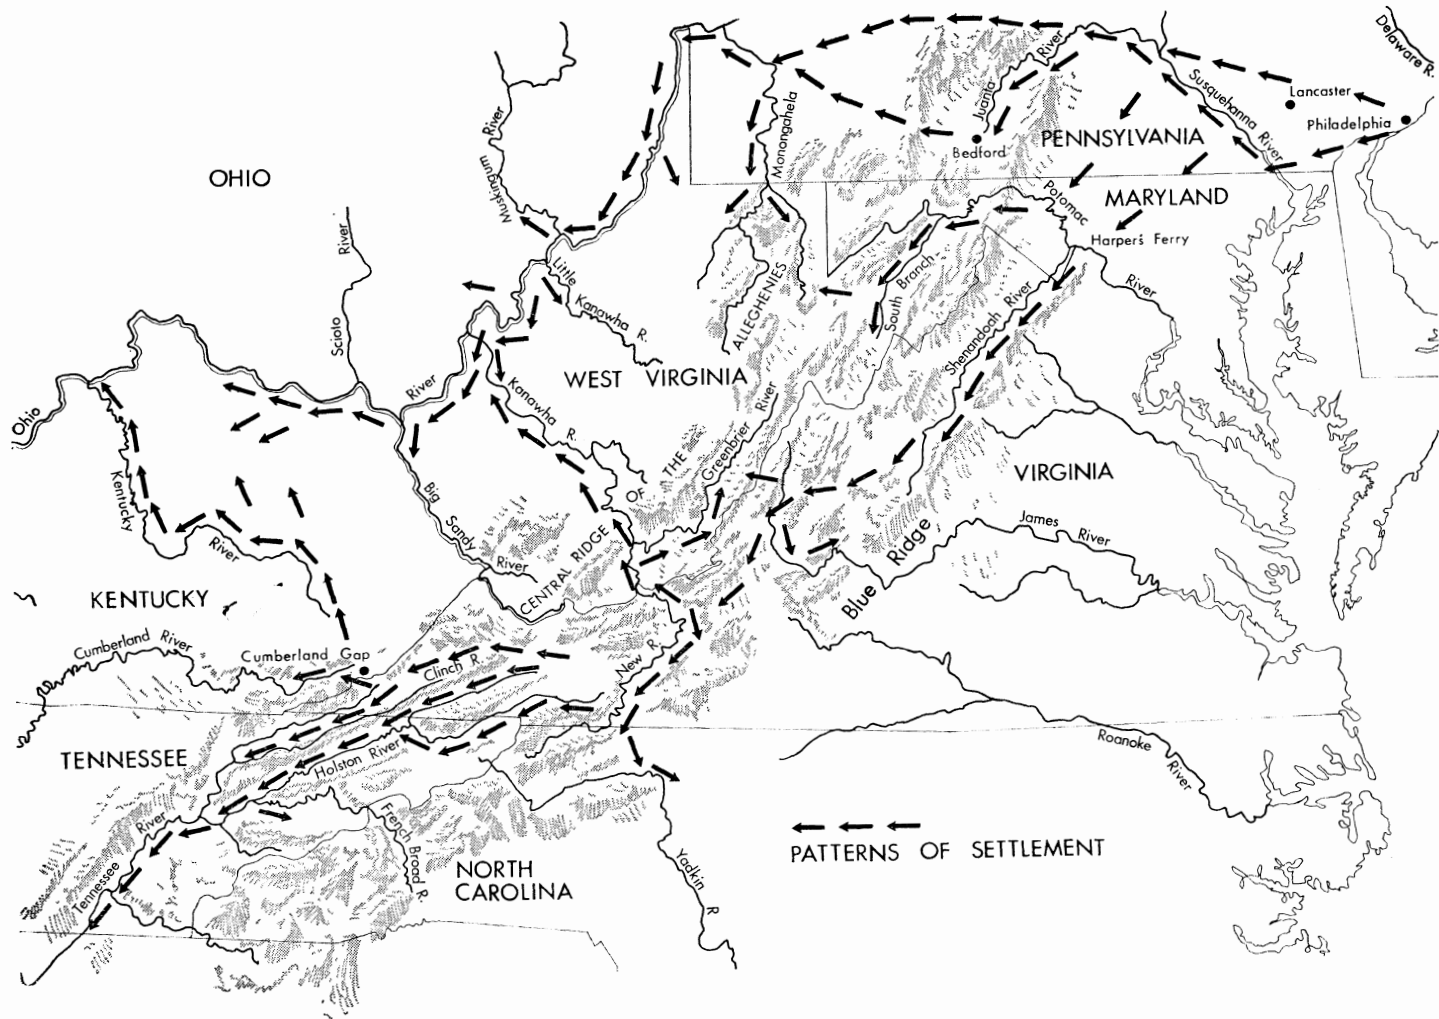 Delaware R.
Susquehanna River
Lancaster
Philadelphia
Juania River
Bedford
PENNSYLVANIA
Monongahela
Muskingum River
OHIO
MARYLAND
Potomac
River
Harper's Ferry
South Branch
Shenandoah River
ALLEGHENIES
THE
OF
CENTRAL RIDGE
Little
Kanawha R.
Scioto River
WEST VIRGINIA
Ohio
River
Kanawha R.
Greenbrier River
VIRGINIA
Kentucky
River
Big Sandy River
James River
Blue Ridge
KENTUCKY
Cumberland River
Cumberland Gap
Clinch R.
New R.
TENNESSEE
Holston River
Roanoke River
Tennessee River
French Broad R.
NORTH
CAROLINA
Yadkin R
PATTERNS OF SETTLEMENT